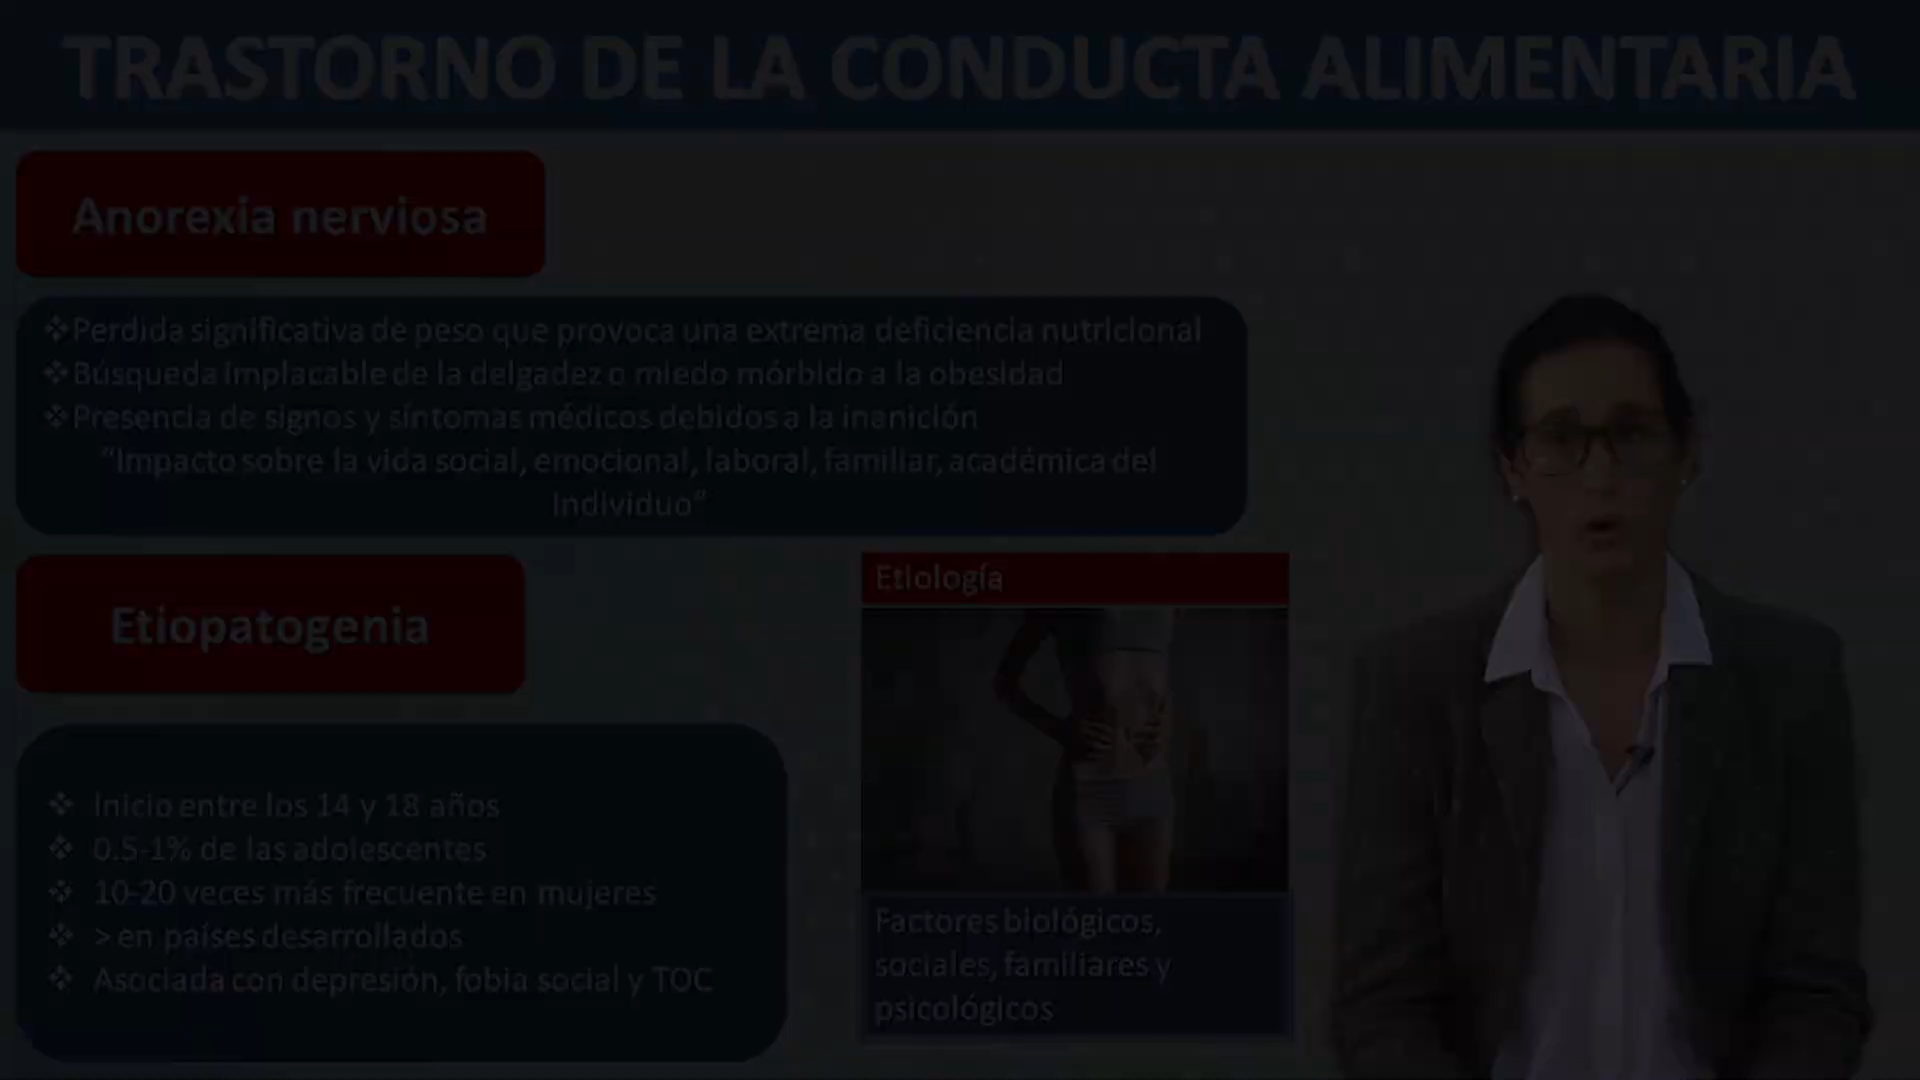 TRASTORNO DE LA CONDUCTA ALIMENTARIA
Anorexia nerviosa
❖Perdida significativa de peso que provoca una extrema deficiencia nutricional
❖Búsqueda implacable de la delgadez o miedo mórbido a la obesidad
❖Presencia de signos y síntomas médicos debidos a la inanición
“Impacto sobre la vida social, emocional, laboral, familiar, académica del
individuo”
Etiopatogenia
❖ Inicio entre los 14 y 18 años
❖ 0.5-1% de las adolescentes
❖ 10-20 veces más frecuente en mujeres
❖ > en países desarrollados
❖ Asociada con depresión, fobia social y TOC
Etiología
Factores biológicos,
sociales, familiares y
psicológicos